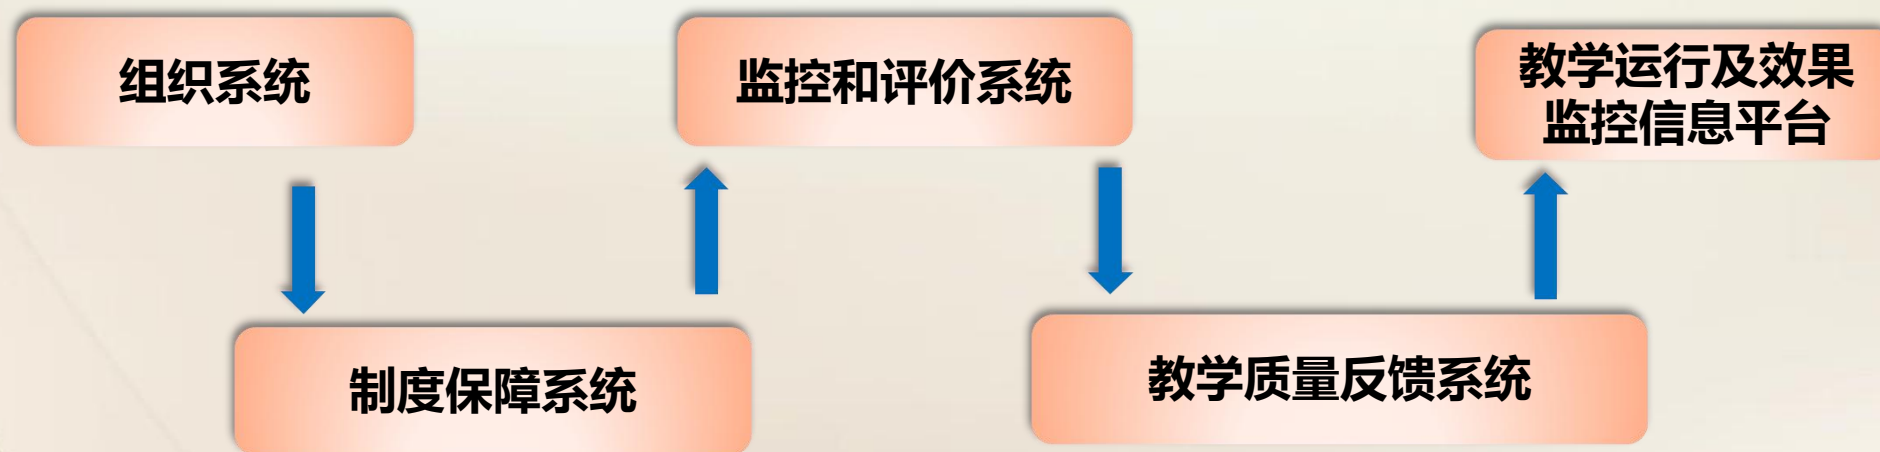 组织系统
监控和评价系统
教学运行及效果
监控信息平台
制度保障系统
教学质量反馈系统